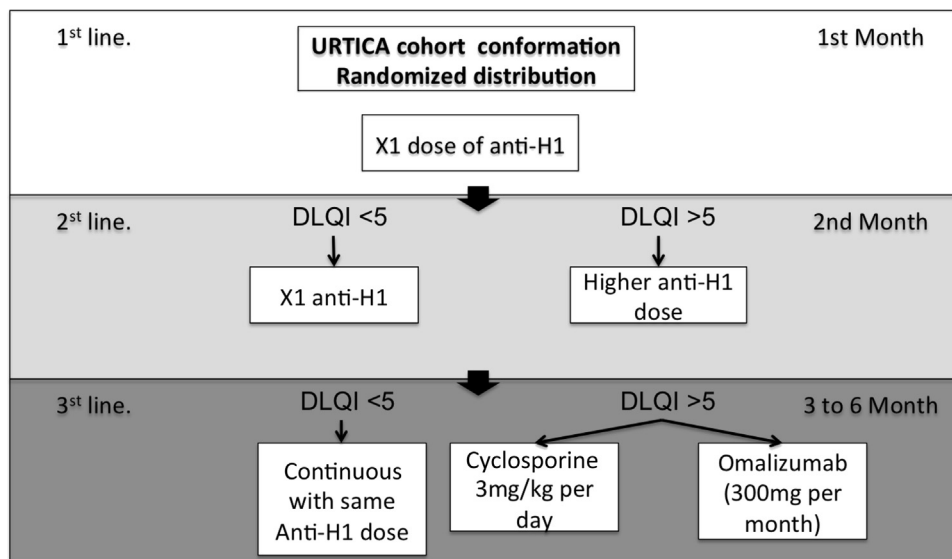 1st line.
URTICA cohort conformation
Randomized distribution
1st Month
X1 dose of anti-H1
2st line.
DLQI <5
DLQI >5
2nd Month
X1 anti-H1
Higher anti-H1
dose
3st line.
DLQI <5
DLQI >5
3 to 6 Month
Continuous
with same
Anti-H1 dose
Cyclosporine
3mg/kg per
day
Omalizumab
(300mg per
month)